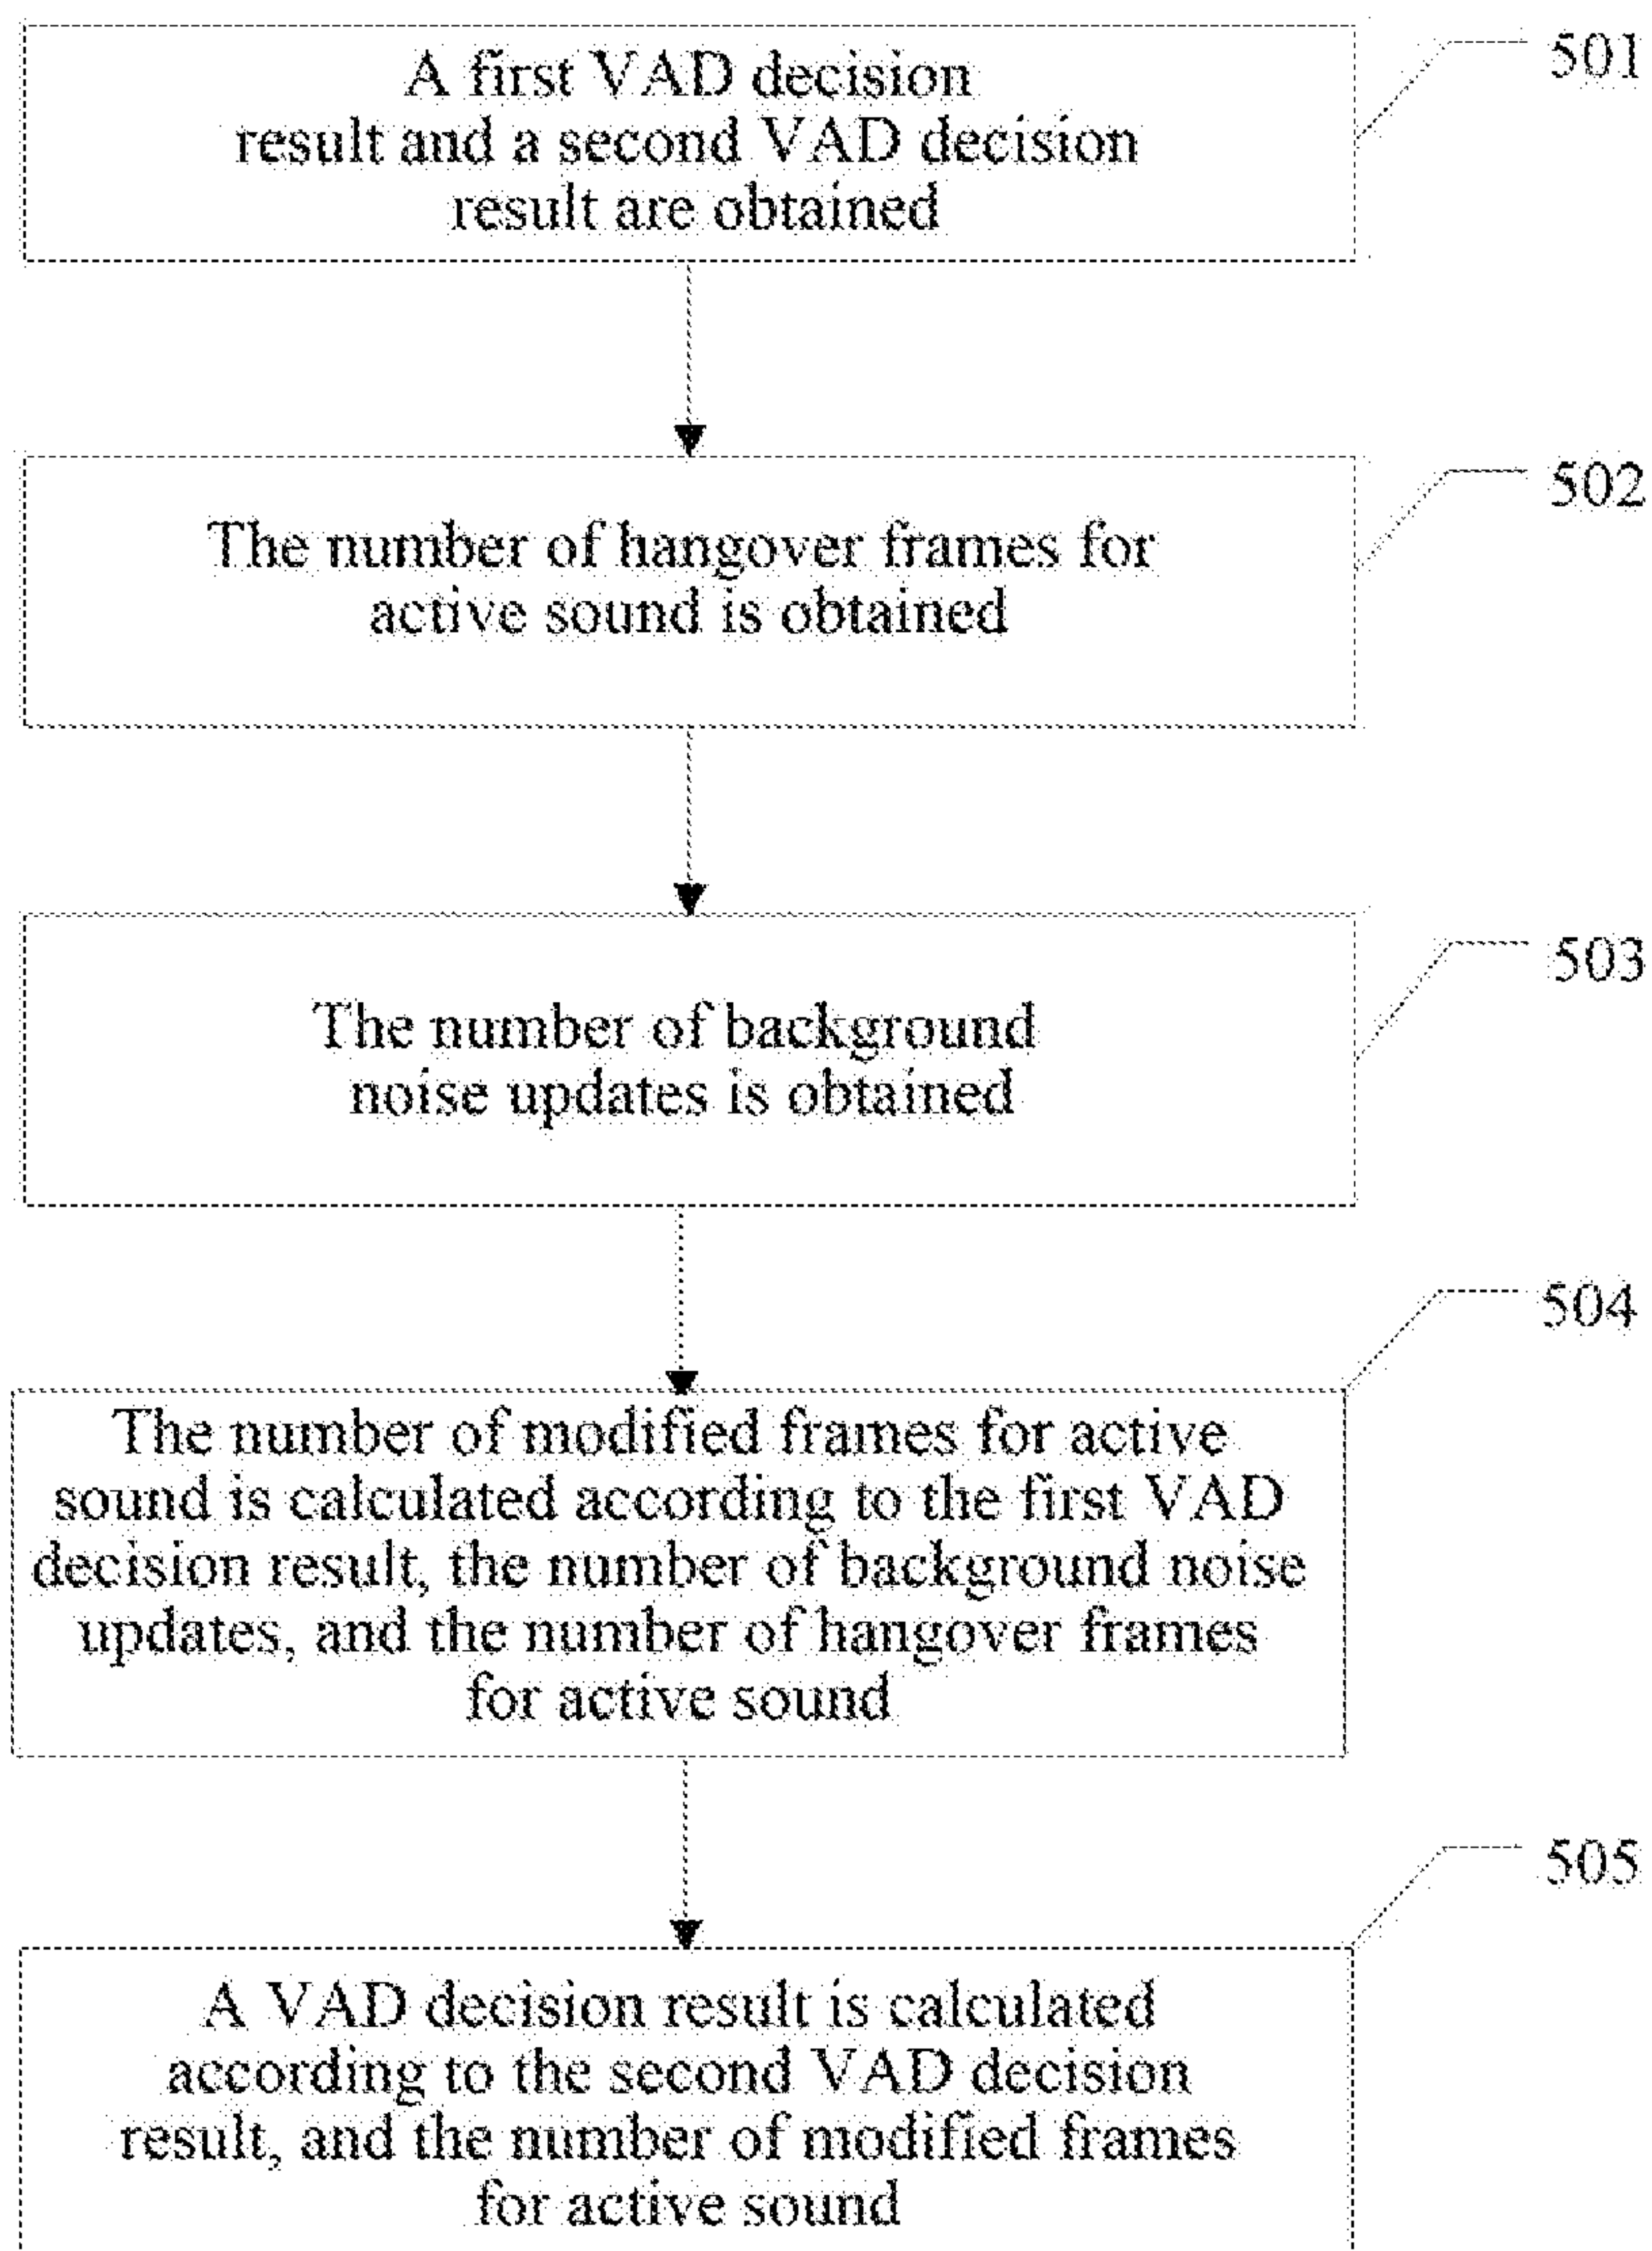 A first VAD decision
result and a second VAD decision
result are obtained
501
The number of hangover frames for
active sound is obtained
502
The number of background
noise updates is obtained
503
The number of modified frames for active
sound is calculated according to the first VAD
decision result, the number of background noise
updates, and the number of hangover frames
for active sound
504
A VAD decision result is calculated
according to the second VAD decision
result, and the number of modified frames
for active sound
505